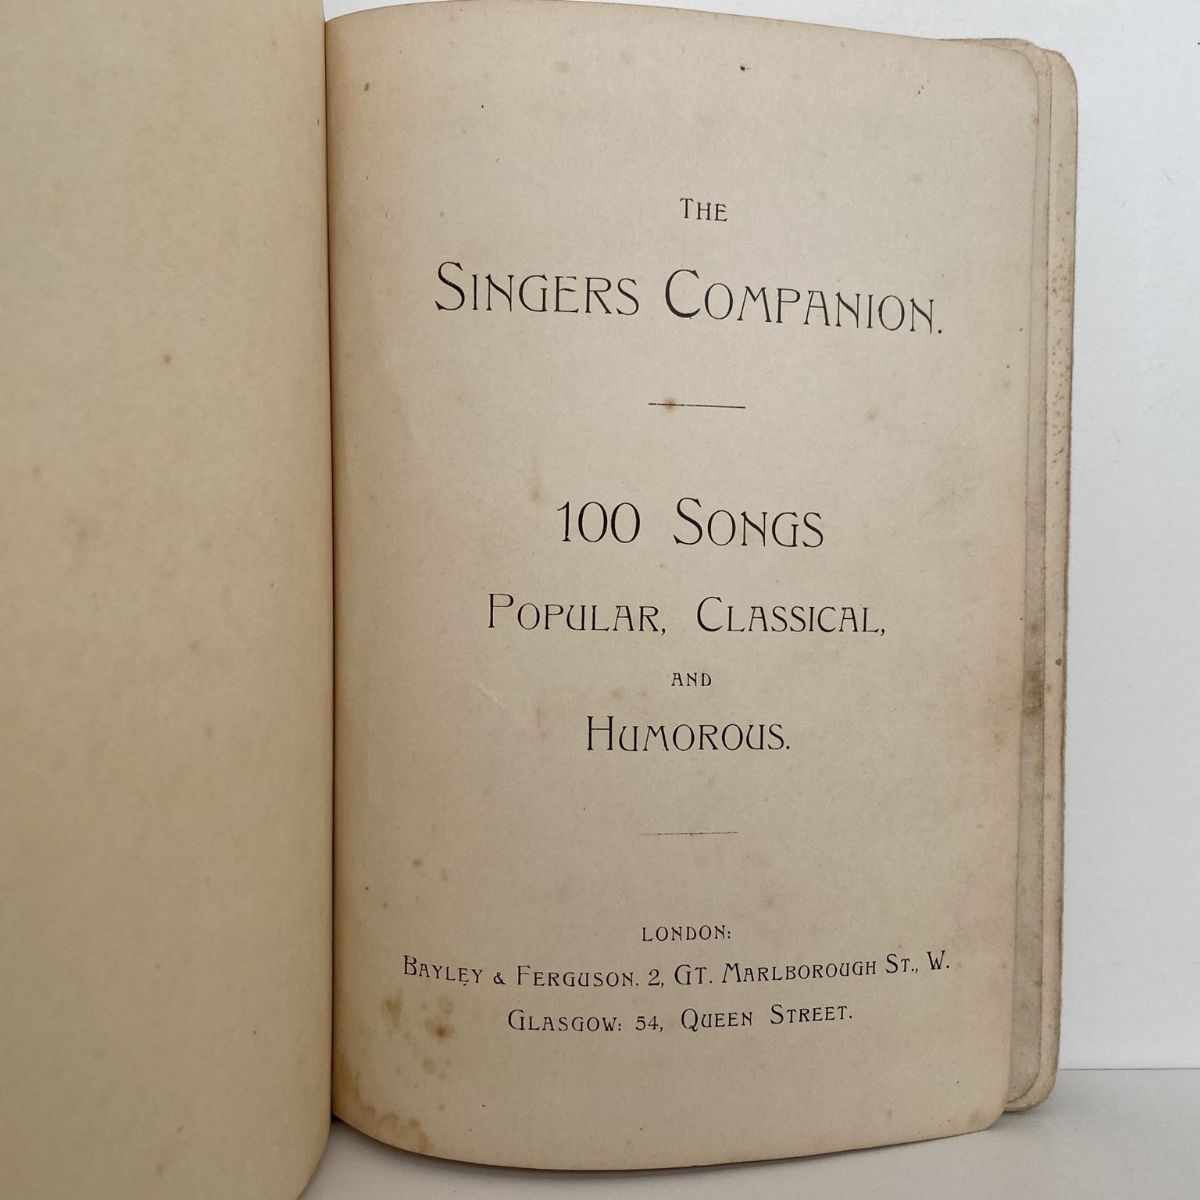 THE
SINGERS COMPANION.
100 SONGS
POPULAR, CLASSICAL,
AND
HUMOROUS.
LONDON:
BAYLEY & FERGUSON. 2, GT. MARLBOROUGH ST., W.
GLASGOW: 54, QUEEN STREET.